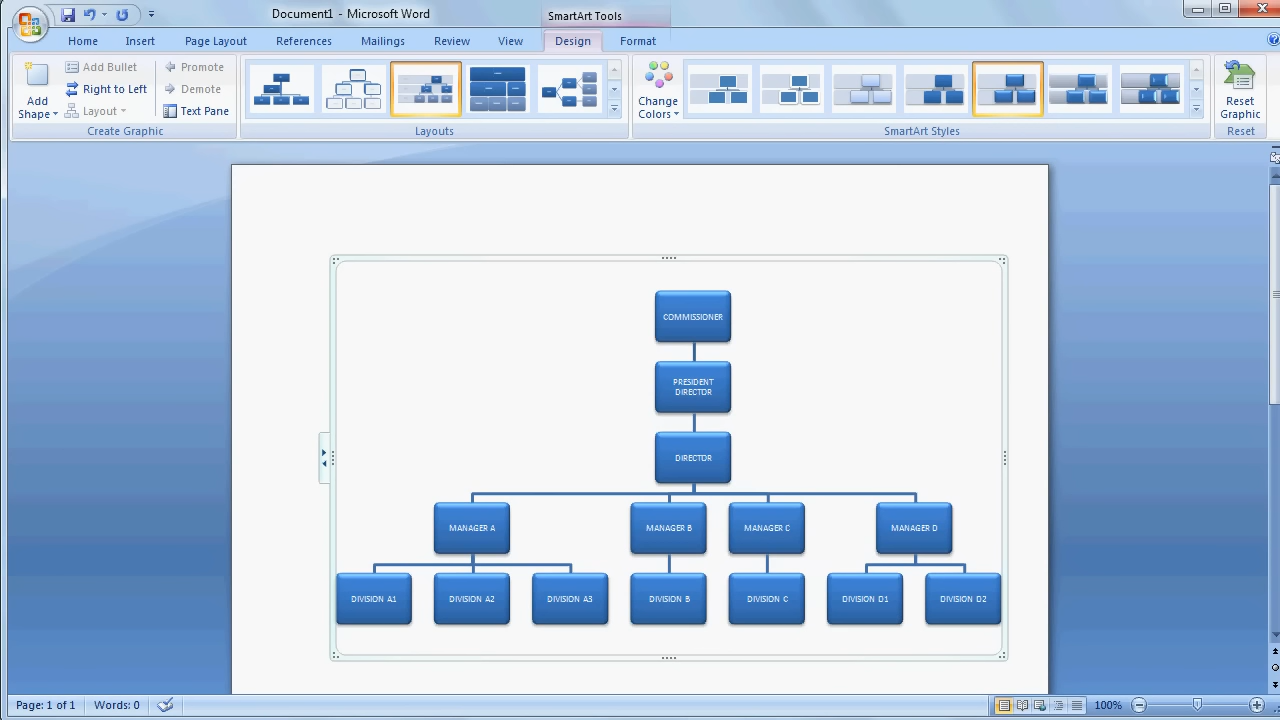 Document1 - Microsoft Word
SmartArt Tools
Home Insert Page Layout References Mailings Review View Design Format
Add Shape
Add Bullet
Right to Left
Layout
Promote
Demote
Text Pane
Create Graphic
Layouts
Change Colors
SmartArt Styles
Reset Graphic
Reset
COMMISSIONER
PRESIDENT
DIRECTOR
DIRECTOR
MANAGER A MANAGER B MANAGER C MANAGER D
DIVISION A1 DIVISION A2 DIVISION A3 DIVISION B DIVISION C DIVISION D1 DIVISION D2
Page: 1 of 1 Words: 0 100%